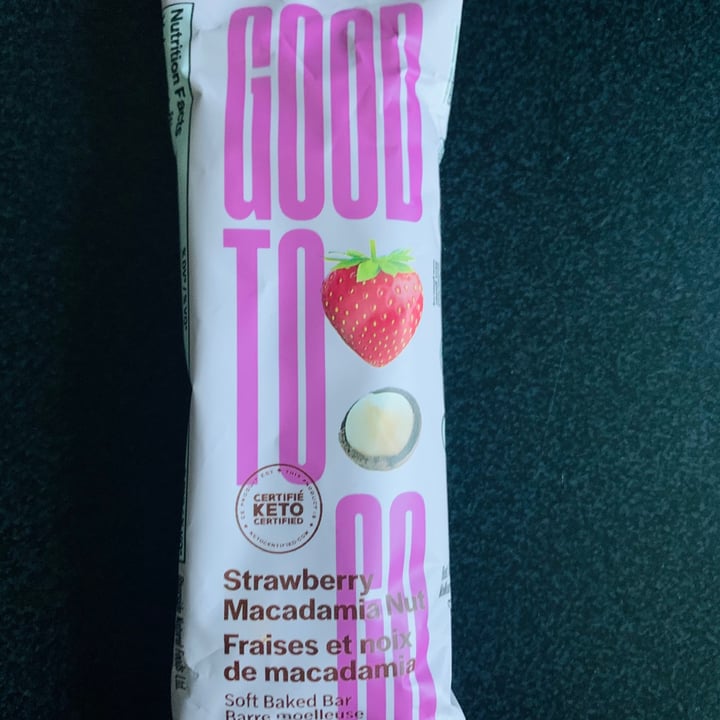 Nutrition Facts
GOOD
TO
GO
CERTIFIÉ
KETO
CERTIFIED
Strawberry
Macadamia Nut
Fraises et noix
de macadamia
Soft Baked Bar
Barre moelleuse